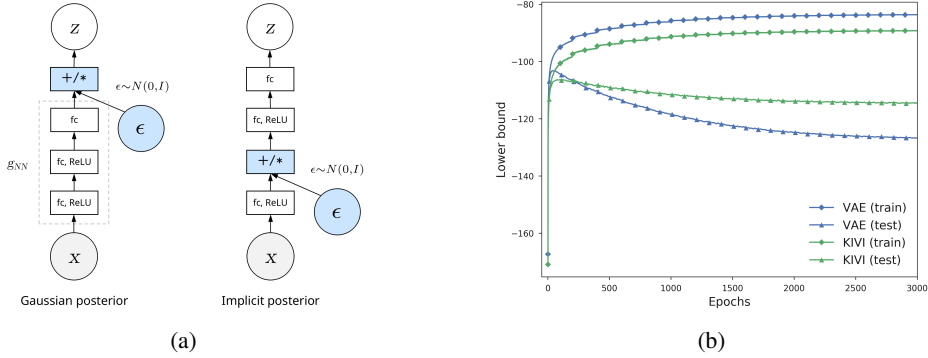 z
z
+/*
ϵ∼N(0,I)
fc
ϵ
fc
fc, ReLU
g_NN
fc, ReLU
+/*
ϵ∼N(0,I)
fc, ReLU
fc, ReLU
ϵ
x
x
Gaussian posterior
Implicit posterior
(a)
−80
−100
−120
−140
−160
Lower bound
VAE (train)
VAE (test)
KIVI (train)
KIVI (test)
0
500
1000
1500
2000
2500
3000
Epochs
(b)